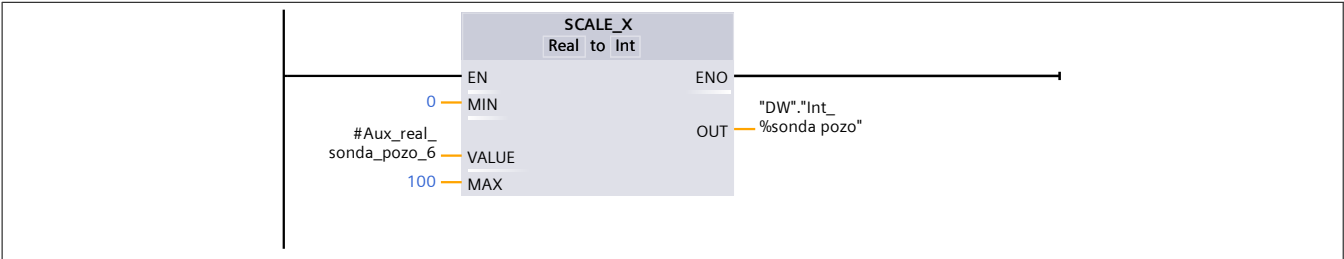 SCALE_X
Real to Int
EN
ENO
0
MIN
"DW"."Int_
%sonda pozo"
OUT
#Aux_real_
sonda_pozo_6
VALUE
100
MAX